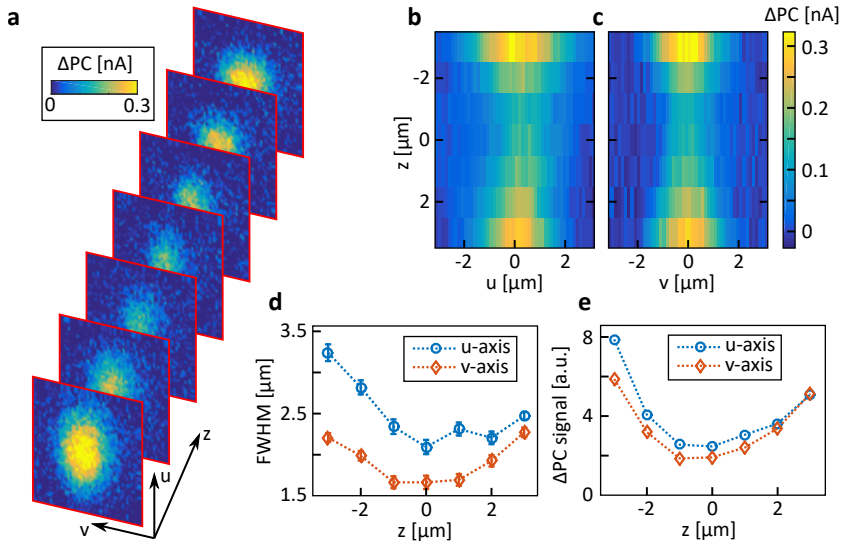 a
ΔPC [nA]
0 0.3
v
u
z
b
c
ΔPC [nA]
z [µm]
-2
0
2
-2 0 2
u [µm]
-2 0 2
v [µm]
0.3
0.2
0.1
0
d
FWHM [µm]
3.5
2.5
1.5
u-axis
v-axis
-2 0 2
z [µm]
e
ΔPC signal [a.u.]
8
4
0
u-axis
v-axis
-2 0 2
z [µm]